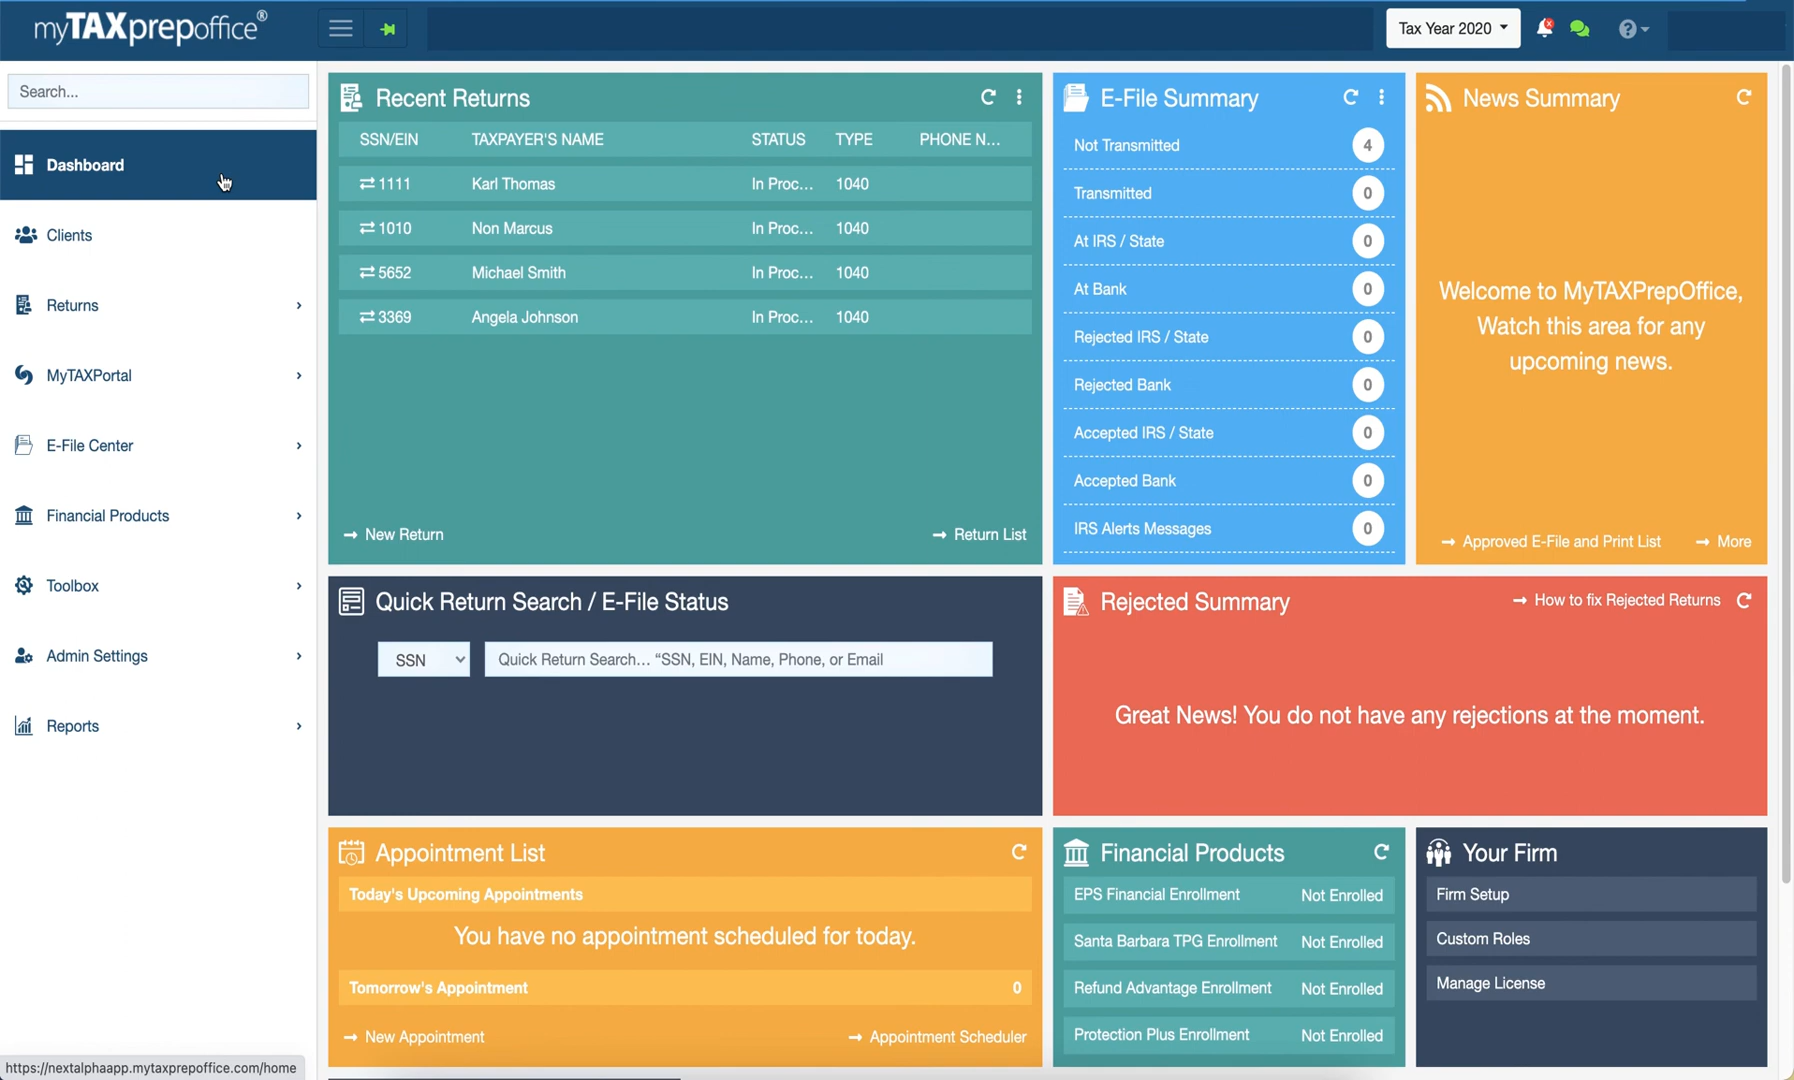 myTAXprepoffice®
Tax Year 2020
Search...
Dashboard
Clients
Returns
MyTAXPortal
E-File Center
Financial Products
Toolbox
Admin Settings
Reports
https://nextalphaapp.mytaxprepoffice.com/home
Recent Returns
SSN/EIN TAXPAYER'S NAME STATUS TYPE PHONE N...
1111 Karl Thomas In Proc... 1040
1010 Non Marcus In Proc... 1040
5652 Michael Smith In Proc... 1040
3369 Angela Johnson In Proc... 1040
→ New Return → Return List
E-File Summary
Not Transmitted 4
Transmitted 0
At IRS / State 0
At Bank 0
Rejected IRS / State 0
Rejected Bank 0
Accepted IRS / State 0
Accepted Bank 0
IRS Alerts Messages 0
News Summary
Welcome to MyTAXPrepOffice,
Watch this area for any
upcoming news.
→ Approved E-File and Print List → More
Quick Return Search / E-File Status
SSN Quick Return Search... “SSN, EIN, Name, Phone, or Email
Rejected Summary → How to fix Rejected Returns
Great News! You do not have any rejections at the moment.
Appointment List
Today's Upcoming Appointments
You have no appointment scheduled for today.
Tomorrow's Appointment 0
→ New Appointment → Appointment Scheduler
Financial Products
EPS Financial Enrollment Not Enrolled
Santa Barbara TPG Enrollment Not Enrolled
Refund Advantage Enrollment Not Enrolled
Protection Plus Enrollment Not Enrolled
Your Firm
Firm Setup
Custom Roles
Manage License